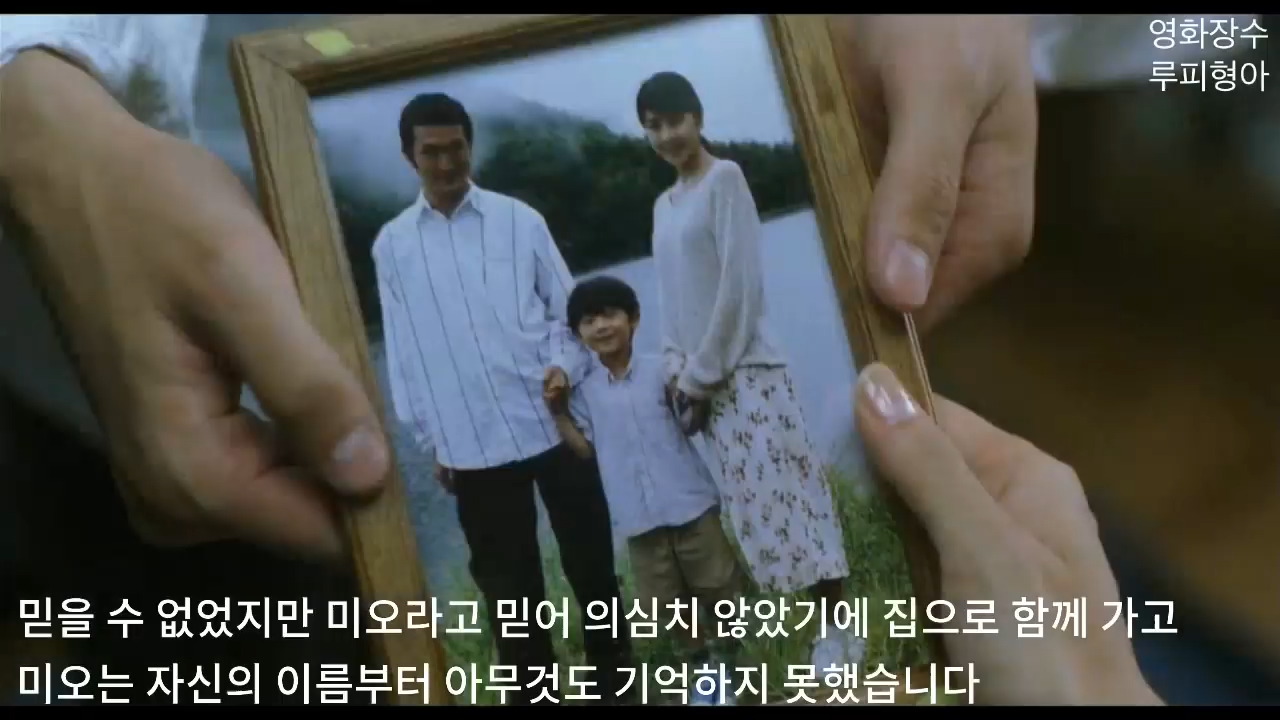 영화장수
루피형아
믿을 수 없었지만 미오라고 믿어 의심치 않았기에 집으로 함께 가고
미오는 자신의 이름부터 아무것도 기억하지 못했습니다